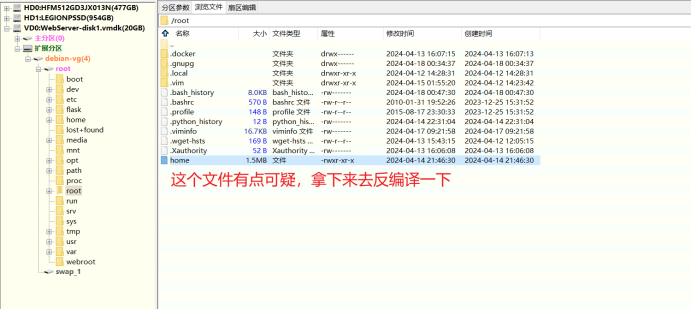 HD0:HFM512GD3JX013N(477GB)
HD1:LEGIONPSSD(954GB)
VD0:WebServer-disk1.vmdk(20GB)
主分区(0)
扩展分区
debian-vg(4)
root
boot
dev
etc
flask
home
lost+found
media
mnt
opt
path
proc
root
run
srv
sys
tmp
usr
var
webroot
swap_1
分区参数 浏览文件 扇区编辑
/root
名称 大小 文件类型 属性 修改时间 创建时间
..
.docker 文件夹 drwx------ 2024-04-13 16:07:15 2024-04-13 16:07:13
.gnupg 文件夹 drwx------ 2024-04-18 00:34:37 2024-04-18 00:34:37
.local 文件夹 drwxr-xr-x 2024-04-12 14:28:31 2024-04-12 14:28:31
.vim 文件夹 drwxr-xr-x 2024-04-15 01:55:20 2024-04-12 14:23:42
.bash_history 8.0KB bash_histo... -rw------- 2024-04-18 00:47:30 2024-04-18 00:47:30
.bashrc 570 B bashrc 文件 -rw-r--r-- 2010-01-31 19:52:26 2023-12-25 15:31:52
.profile 148 B profile 文件 -rw-r--r-- 2015-08-17 23:30:33 2023-12-25 15:31:52
.python_history 12 B python_his... -rw------- 2024-04-14 22:31:04 2024-04-14 22:31:04
.viminfo 16.7KB viminfo 文件 -rw------- 2024-04-17 09:21:58 2024-04-17 09:21:58
.wget-hsts 169 B wget-hsts ... -rw-r--r-- 2024-04-13 15:43:15 2024-04-12 12:05:15
.Xauthority 52 B Xauthority ... -rw------- 2024-04-13 16:06:08 2024-04-13 16:06:08
home 1.5MB 文件 -rwxr-xr-x 2024-04-14 21:46:30 2024-04-14 21:46:30
这个文件有点可疑，拿下来去反编译一下